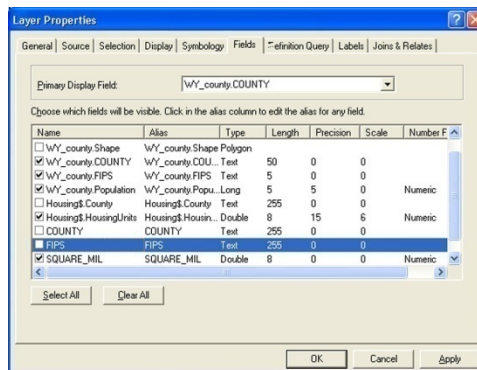 Layer Properties
General Source Selection Display Symbology Fields Definition Query Labels Joins & Relates
Primary Display Field: WY_county.COUNTY
Choose which fields will be visible. Click in the alias column to edit the alias for any field.
Name Alias Type Length Precision Scale Number F
WY_county.Shape WY_county.Shape Polygon
WY_county.COUNTY WY_county.COU... Text 50 0 0
WY_county.FIPS WY_county.FIPS Text 5 0 0
WY_county.Population WY_county.Popu... Long 5 5 0 Numeric
Housing$.County Housing$.County Text 255 0 0
Housing$.HousingUnits Housing$.Housin... Double 8 15 6 Numeric
COUNTY COUNTY Text 255 0 0
FIPS FIPS Text 255 0 0
SQUARE_MIL SQUARE_MIL Double 8 0 0 Numeric
Select All Clear All
OK Cancel Apply